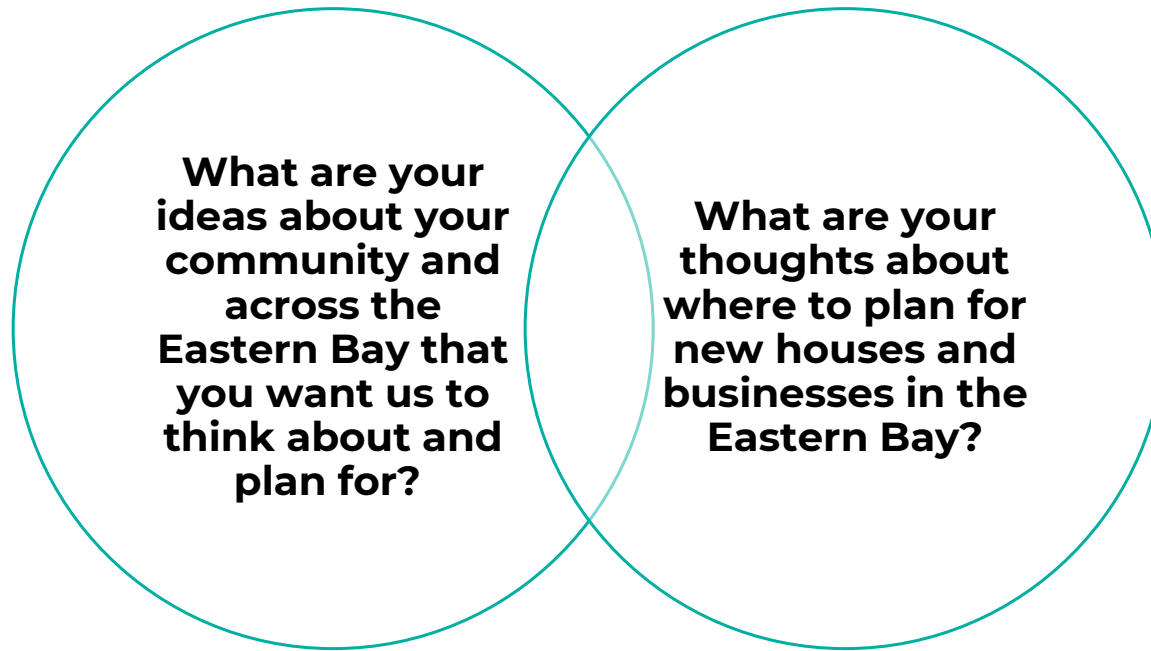 What are your
ideas about your
community and
across the
Eastern Bay that
you want us to
think about and
plan for?
What are your
thoughts about
where to plan for
new houses and
businesses in the
Eastern Bay?